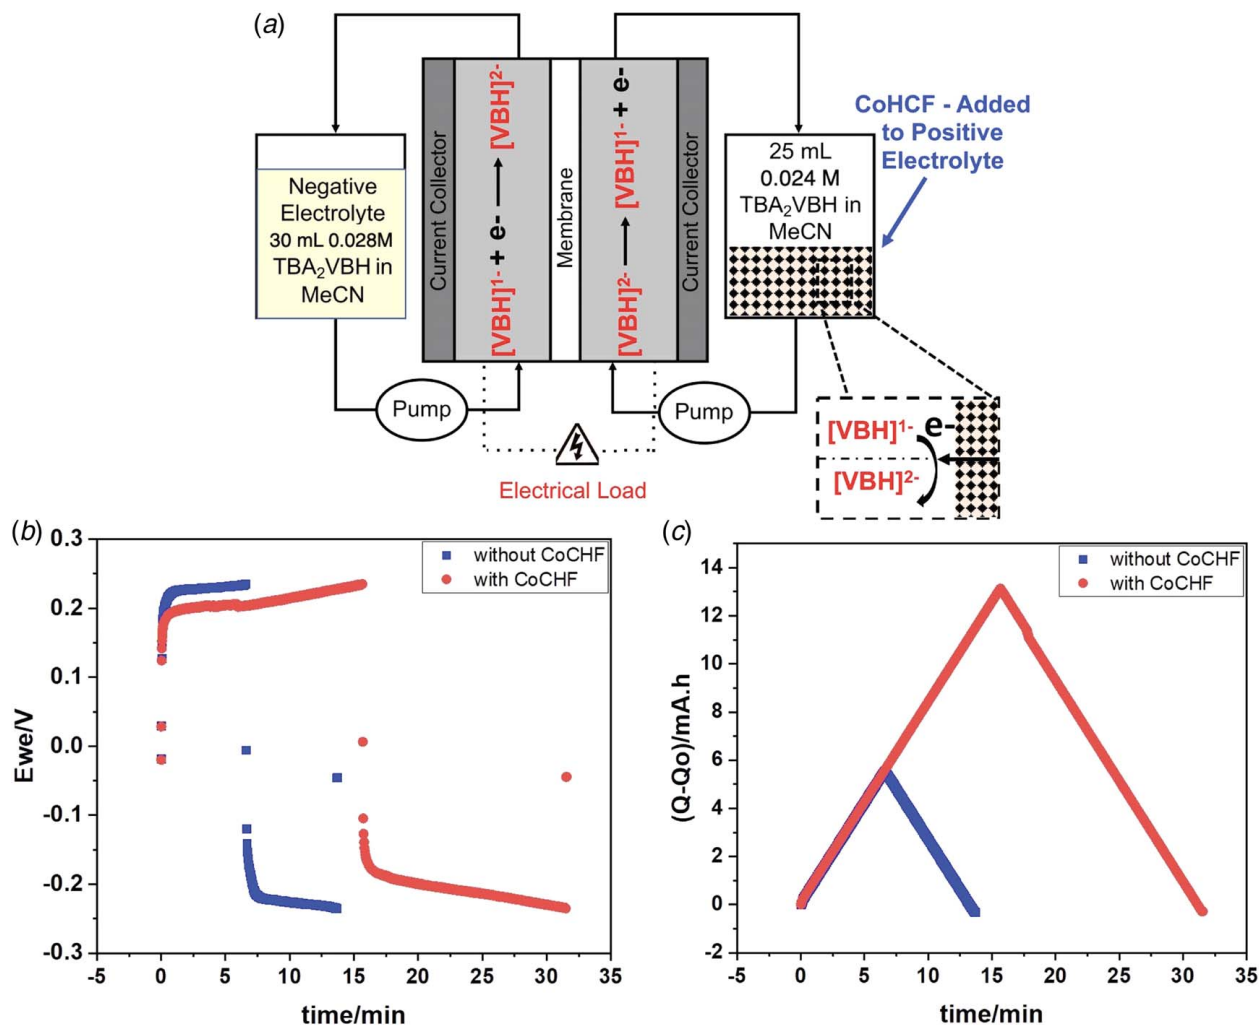 (a)
CoHCF - Added
to Positive
Electrolyte
Negative
Electrolyte
30 mL 0.028M
TBA₂VBH in
MeCN
Current Collector
[VBH]¹⁻ + e- ⟶ [VBH]²⁻
Membrane
[VBH]²⁻ ⟶ [VBH]¹⁻ + e-
Current Collector
25 mL
0.024 M
TBA₂VBH in
MeCN
Pump
Pump
Electrical Load
[VBH]¹⁻ e-
[VBH]²⁻
(b)
without CoCHF
with CoCHF
Ewe/V
0.3
0.2
0.1
0.0
-0.1
-0.2
-0.3
-5 0 5 10 15 20 25 30 35
time/min
(c)
without CoCHF
with CoCHF
(Q-Qo)/mA.h
14
12
10
8
6
4
2
0
-2
-5 0 5 10 15 20 25 30 35
time/min